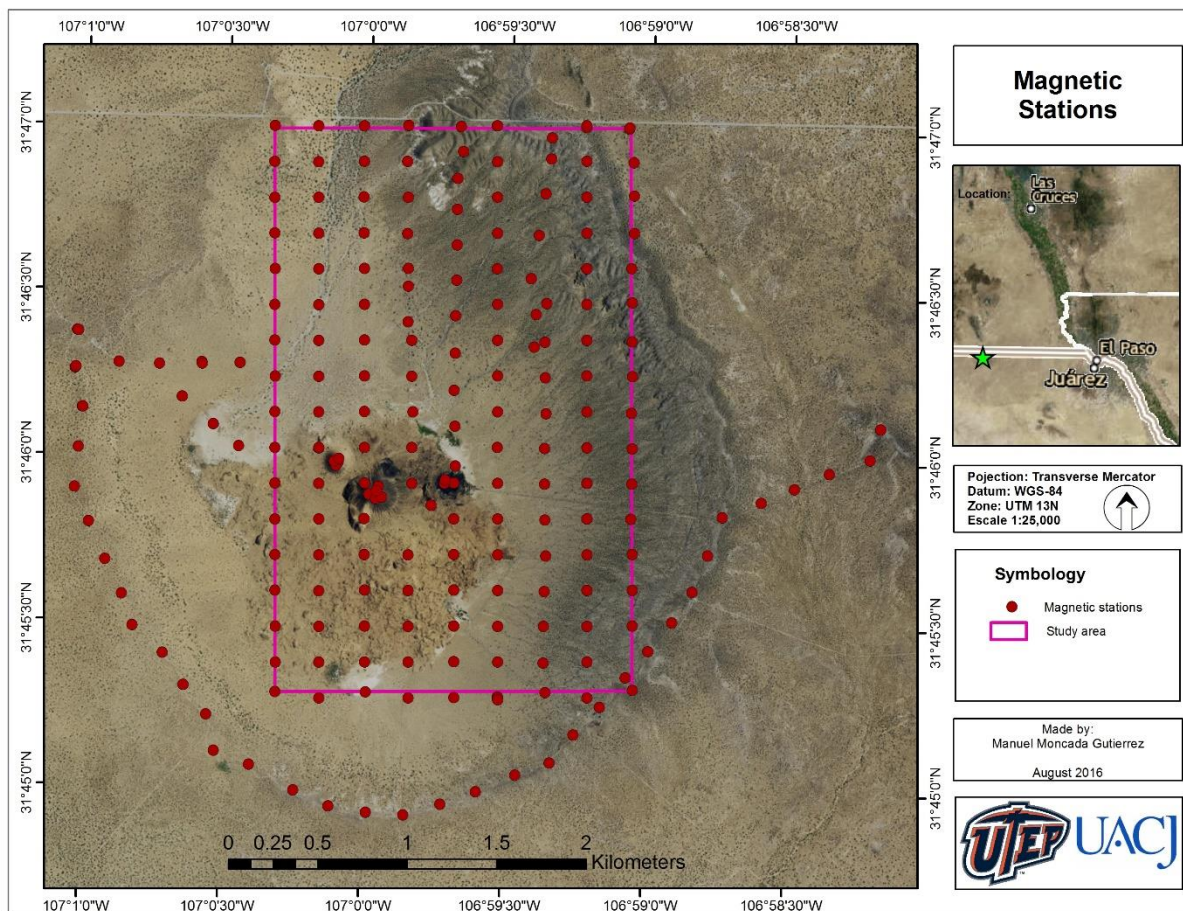 107°1'0"W
107°0'30"W
107°0'0"W
106°59'30"W
106°59'0"W
106°58'30"W
31°47'0"N
31°46'30"N
31°46'0"N
31°45'30"N
31°45'0"N
31°47'0"N
31°46'30"N
31°46'0"N
31°45'30"N
31°45'0"N
0 0.25 0.5 1 1.5 2
Kilometers
107°1'0"W
107°0'30"W
107°0'0"W
106°59'30"W
106°59'0"W
106°58'30"W
Magnetic
Stations
Location:
Las
Cruces
El Paso
Juárez
Pojection: Transverse Mercator
Datum: WGS-84
Zone: UTM 13N
Escale 1:25,000
Symbology
Magnetic stations
Study area
Made by:
Manuel Moncada Gutierrez
August 2016
UTEP
UACJ